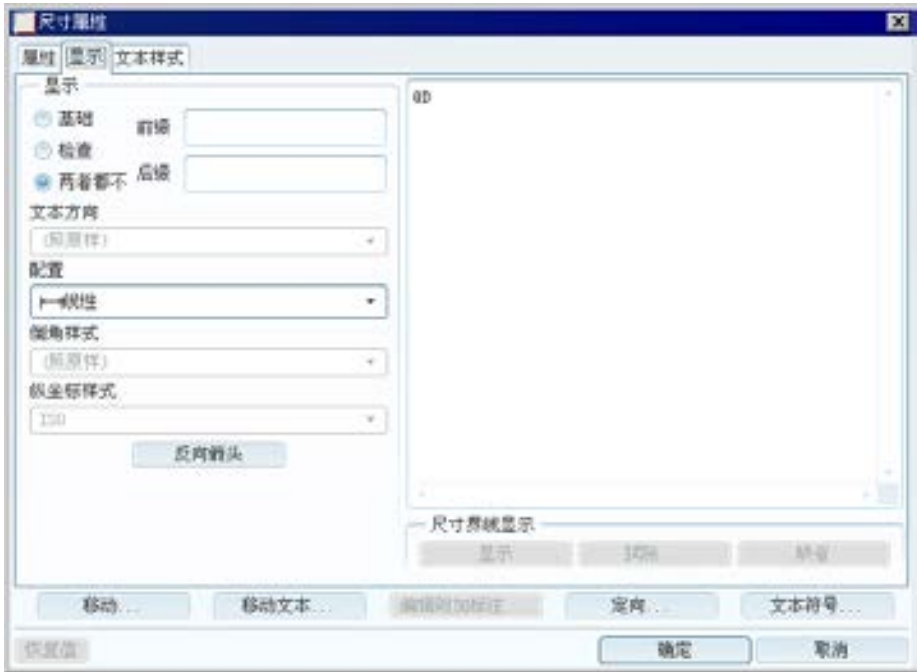 尺寸属性
属性 显示 文本样式
显示
基础
检查
两者都不
前缀
后缀
文本方向
(照原样)
配置
线性
倒角样式
(照原样)
纵坐标样式
ISO
反向箭头
@D
尺寸界线显示
显示 拭除 缺省
移动... 移动文本... 编辑附加标注... 定向... 文本符号...
恢复值 确定 取消